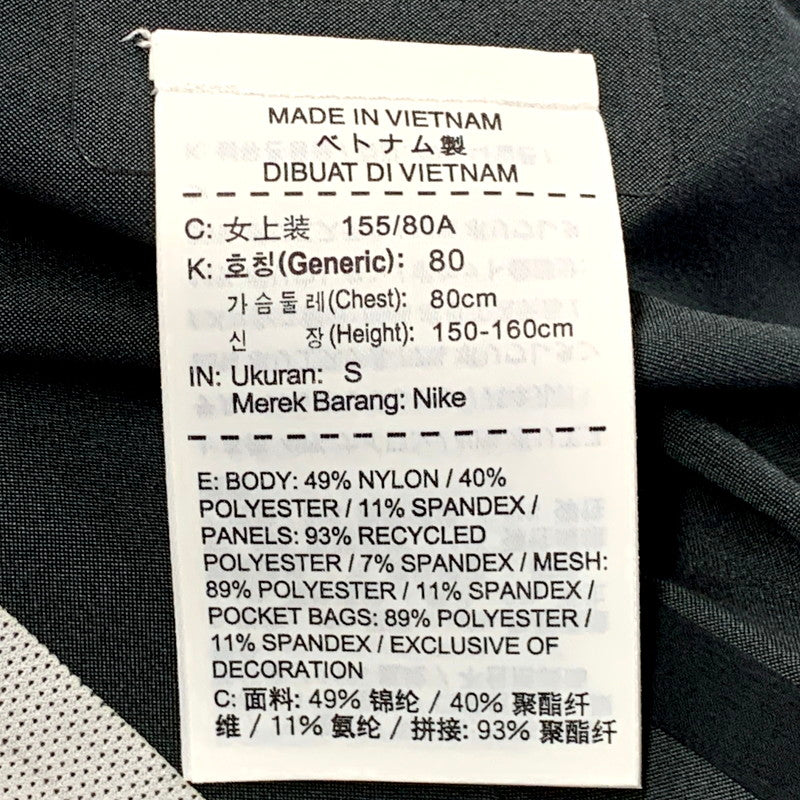 MADE IN VIETNAM
ベトナム製
DIBUAT DI VIETNAM
C: 女上装 155/80A
K: 호칭(Generic): 80
가슴둘레(Chest): 80cm
신 장(Height): 150-160cm
IN: Ukuran: S
Merek Barang: Nike
E: BODY: 49% NYLON / 40%
POLYESTER / 11% SPANDEX /
PANELS: 93% RECYCLED
POLYESTER / 7% SPANDEX / MESH:
89% POLYESTER / 11% SPANDEX /
POCKET BAGS: 89% POLYESTER /
11% SPANDEX / EXCLUSIVE OF
DECORATION
C: 面料: 49% 锦纶 / 40% 聚酯纤
维 / 11% 氨纶 / 拼接: 93% 聚酯纤